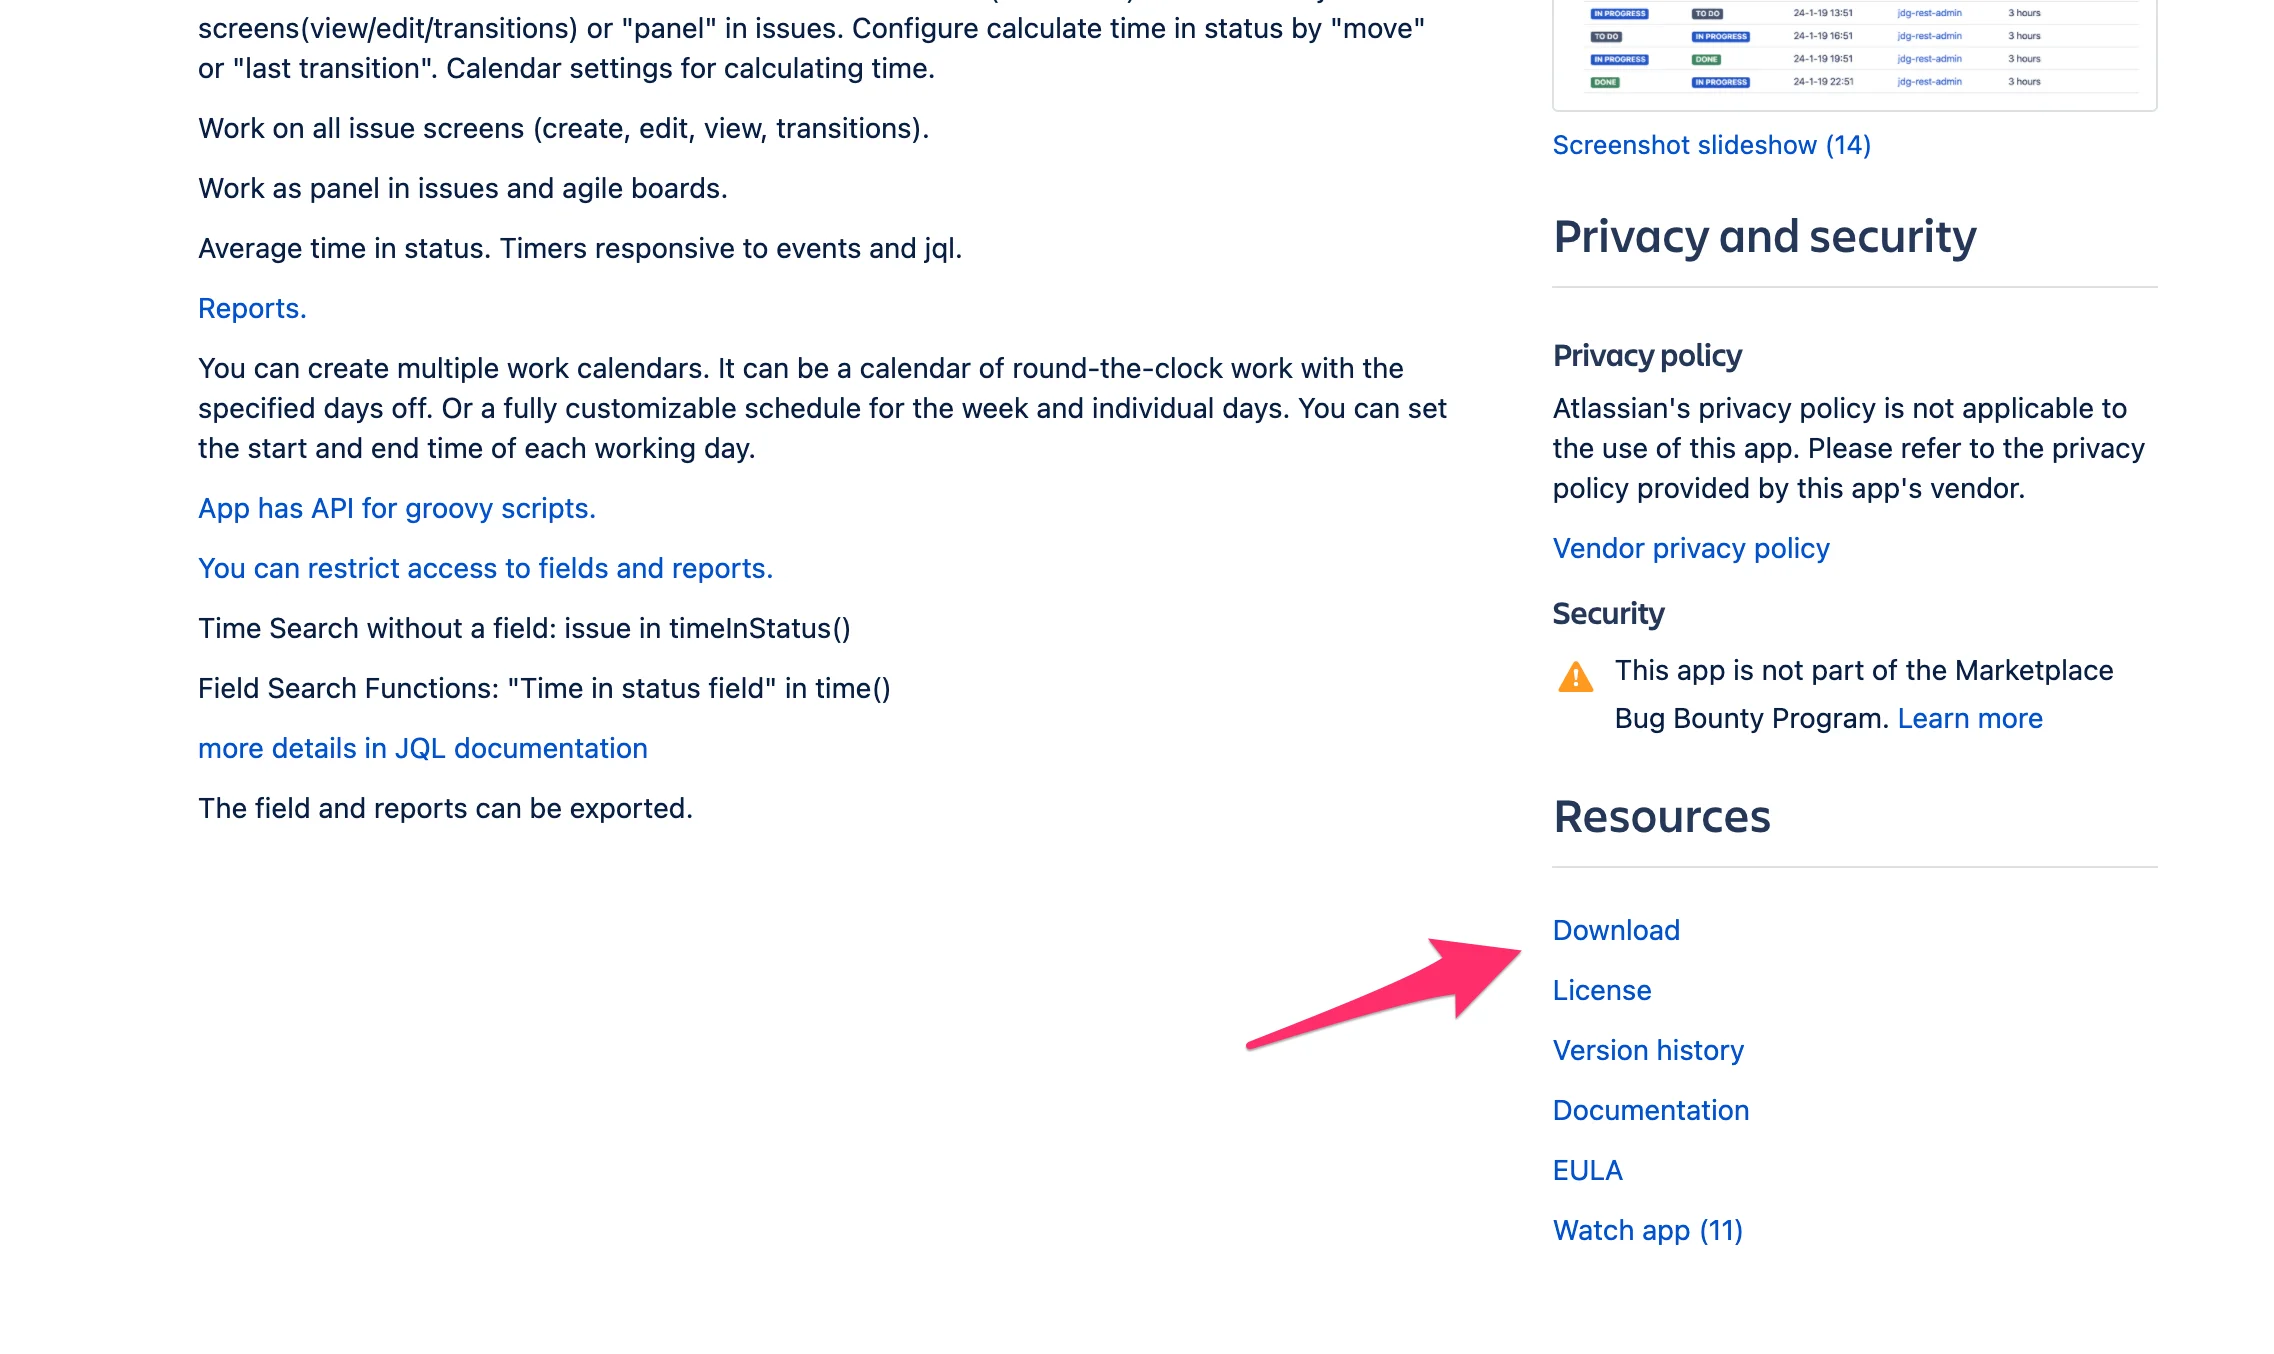 screens(view/edit/transitions) or "panel" in issues. Configure calculate time in status by "move"
or "last transition". Calendar settings for calculating time.
Work on all issue screens (create, edit, view, transitions).
Work as panel in issues and agile boards.
Average time in status. Timers responsive to events and jql.
Reports.
You can create multiple work calendars. It can be a calendar of round-the-clock work with the
specified days off. Or a fully customizable schedule for the week and individual days. You can set
the start and end time of each working day.
App has API for groovy scripts.
You can restrict access to fields and reports.
Time Search without a field: issue in timeInStatus()
Field Search Functions: "Time in status field" in time()
more details in JQL documentation
The field and reports can be exported.
IN PROGRESS TO DO 24-1-19 13:51 jdg-rest-admin 3 hours
TO DO IN PROGRESS 24-1-19 16:51 jdg-rest-admin 3 hours
IN PROGRESS DONE 24-1-19 19:51 jdg-rest-admin 3 hours
DONE IN PROGRESS 24-1-19 22:51 jdg-rest-admin 3 hours
Screenshot slideshow (14)
Privacy and security
Privacy policy
Atlassian's privacy policy is not applicable to
the use of this app. Please refer to the privacy
policy provided by this app's vendor.
Vendor privacy policy
Security
This app is not part of the Marketplace
Bug Bounty Program. Learn more
Resources
Download
License
Version history
Documentation
EULA
Watch app (11)